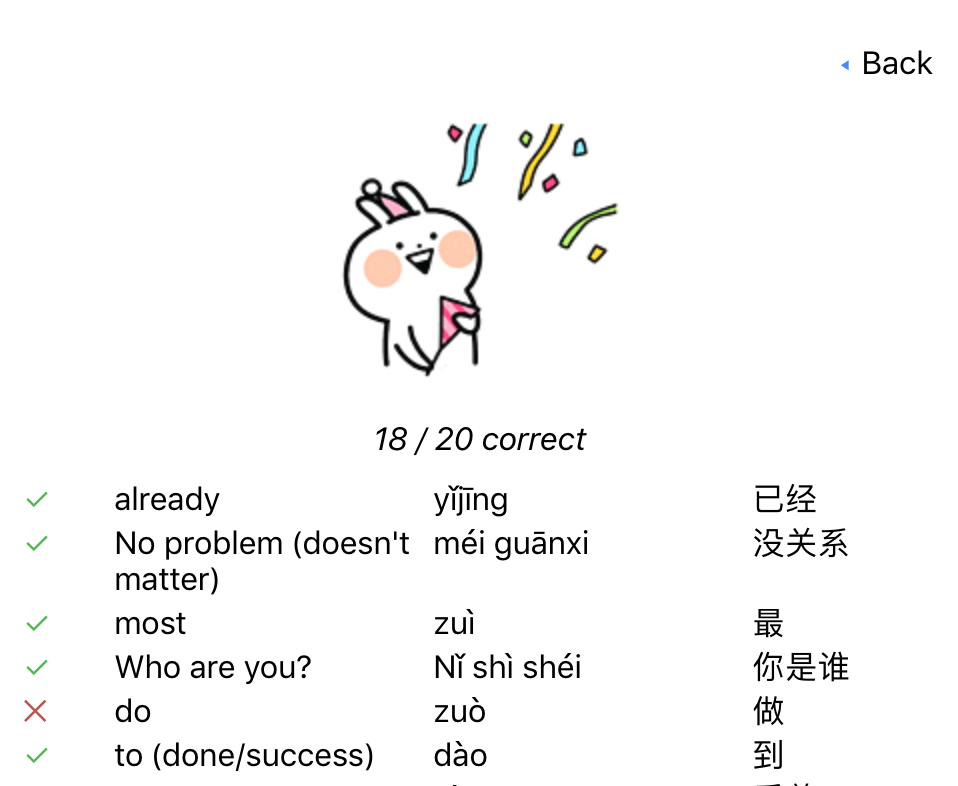 Back
18 / 20 correct
already yǐjīng 已经
No problem (doesn't méi guānxi 没关系
matter)
most zuì 最
Who are you? Nǐ shì shéi 你是谁
do zuò 做
to (done/success) dào 到